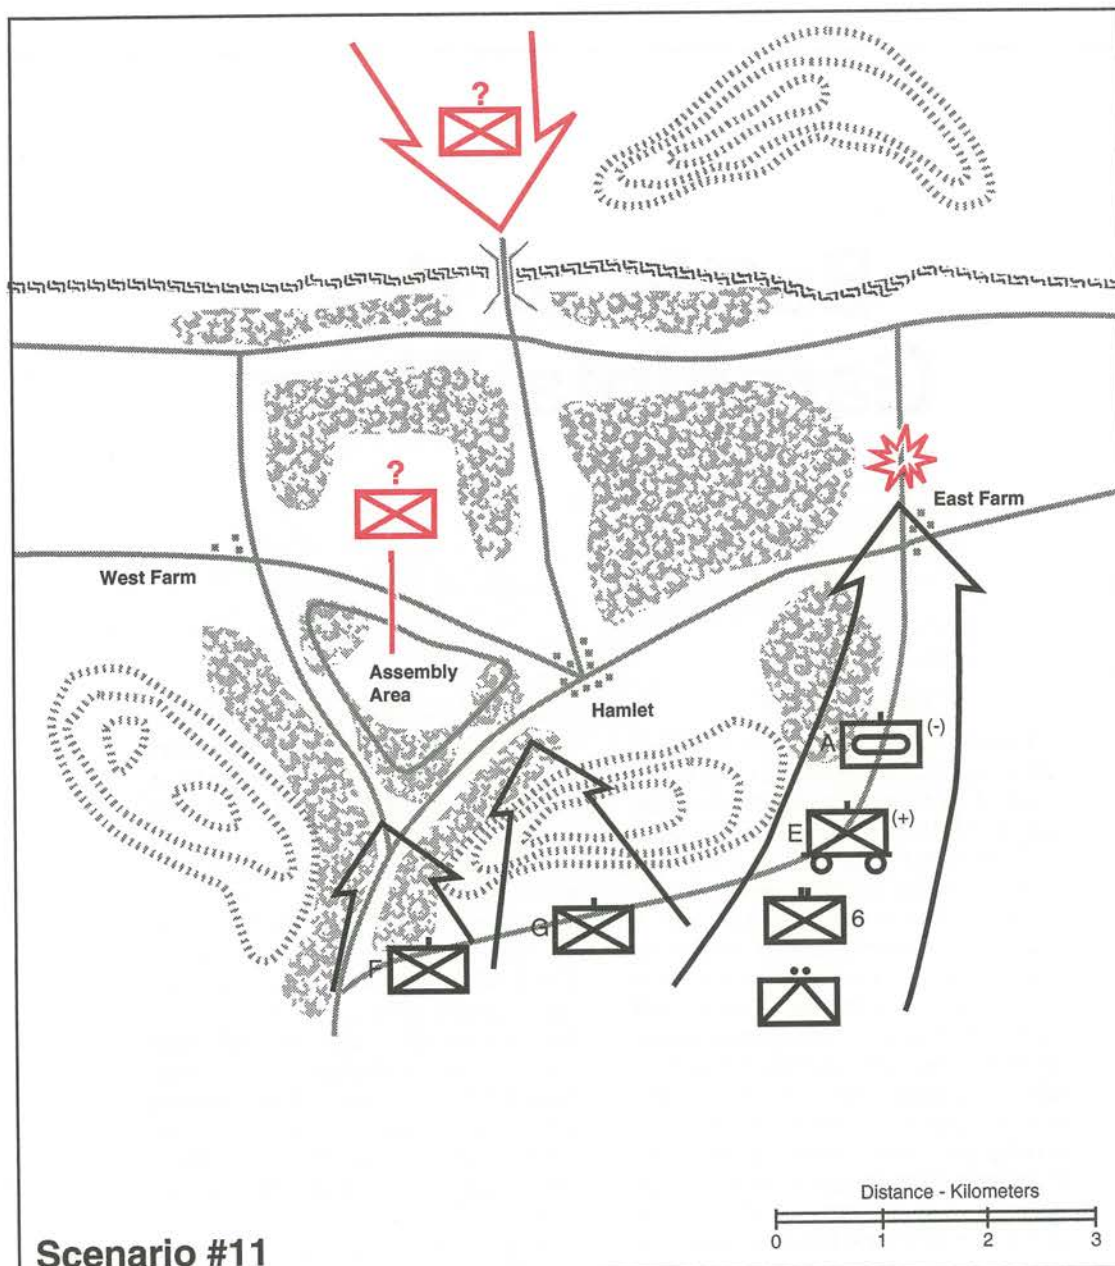 ?
?
East Farm
West Farm
Assembly
Area
Hamlet
A
(-)
E
(+)
G
6
F
Distance - Kilometers
0 1 2 3
Scenario #11